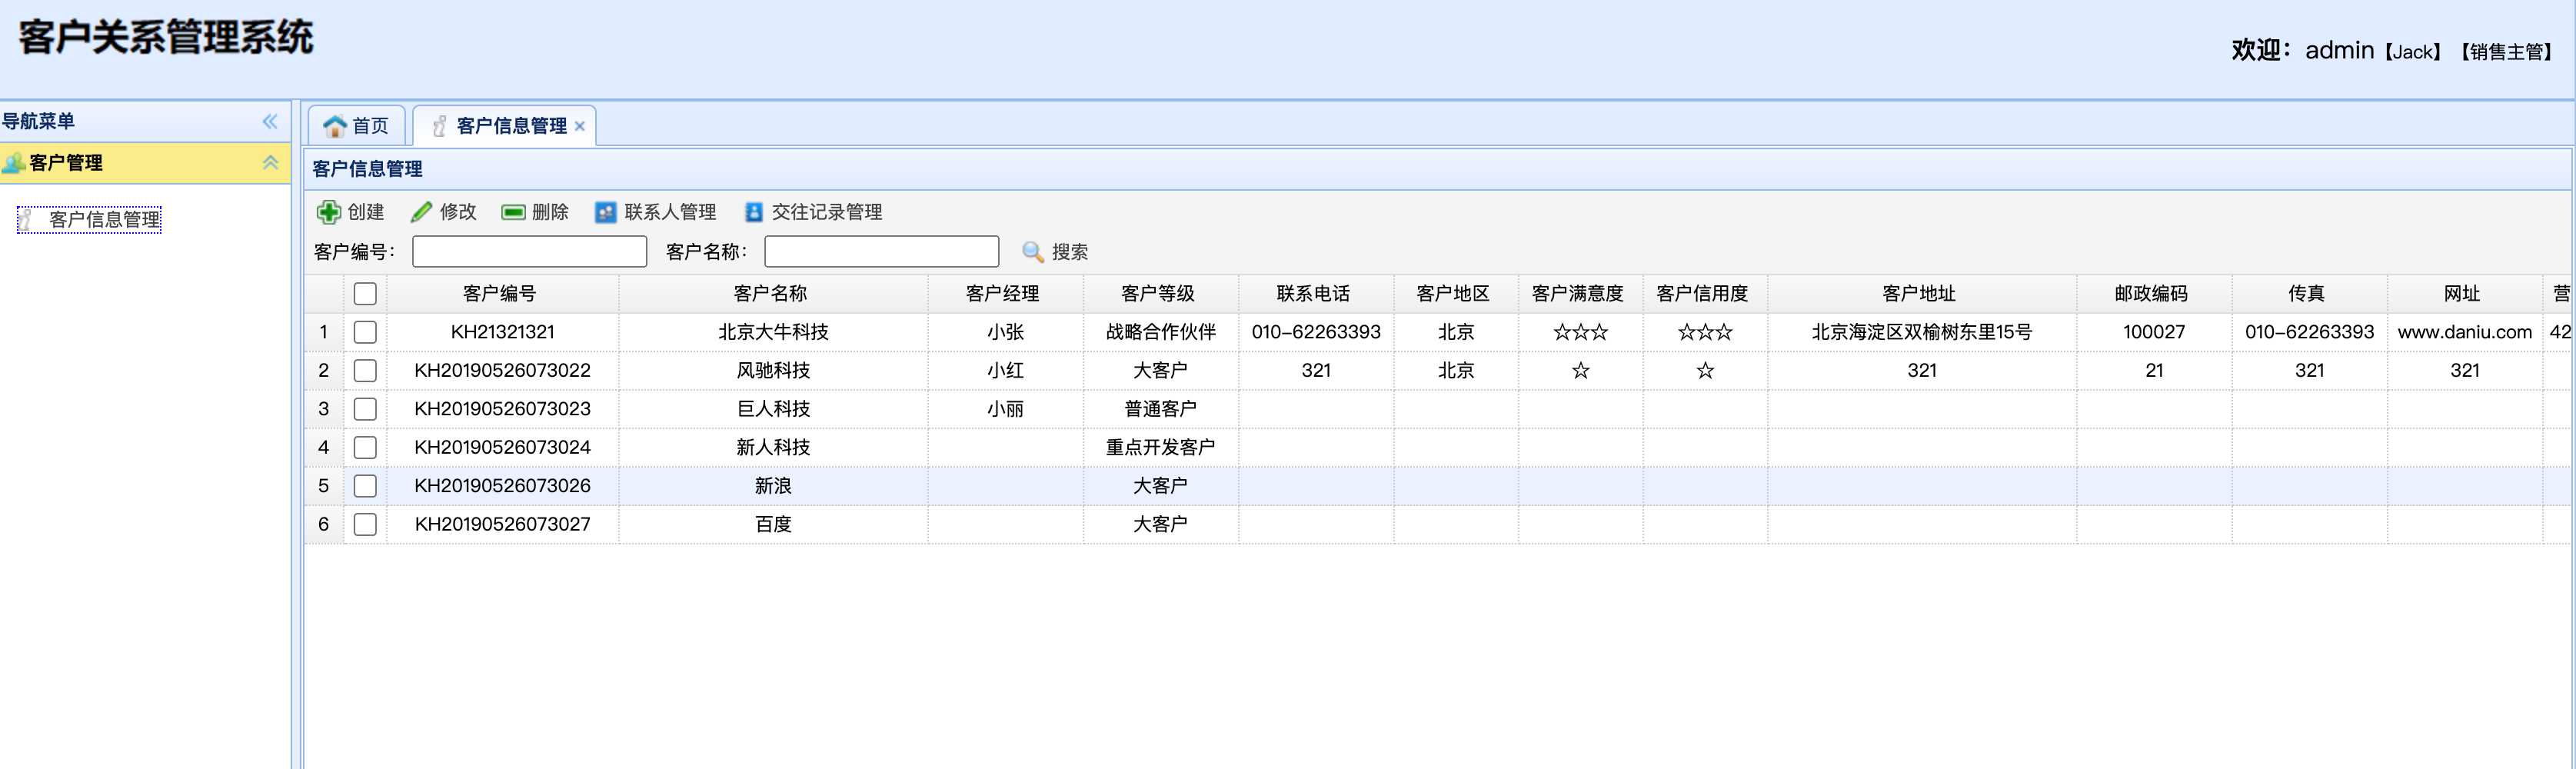 客户关系管理系统
欢迎：admin【Jack】【销售主管】
导航菜单
客户管理
客户信息管理
首页 客户信息管理
客户信息管理
创建 修改 删除 联系人管理 交往记录管理
客户编号： 客户名称： 搜索
客户编号 客户名称 客户经理 客户等级 联系电话 客户地区 客户满意度 客户信用度 客户地址 邮政编码 传真 网址 营
1 KH21321321 北京大牛科技 小张 战略合作伙伴 010-62263393 北京 ☆☆☆ ☆☆☆ 北京海淀区双榆树东里15号 100027 010-62263393 www.daniu.com 42
2 KH20190526073022 风驰科技 小红 大客户 321 北京 ☆ ☆ 321 21 321 321
3 KH20190526073023 巨人科技 小丽 普通客户
4 KH20190526073024 新人科技 重点开发客户
5 KH20190526073026 新浪 大客户
6 KH20190526073027 百度 大客户